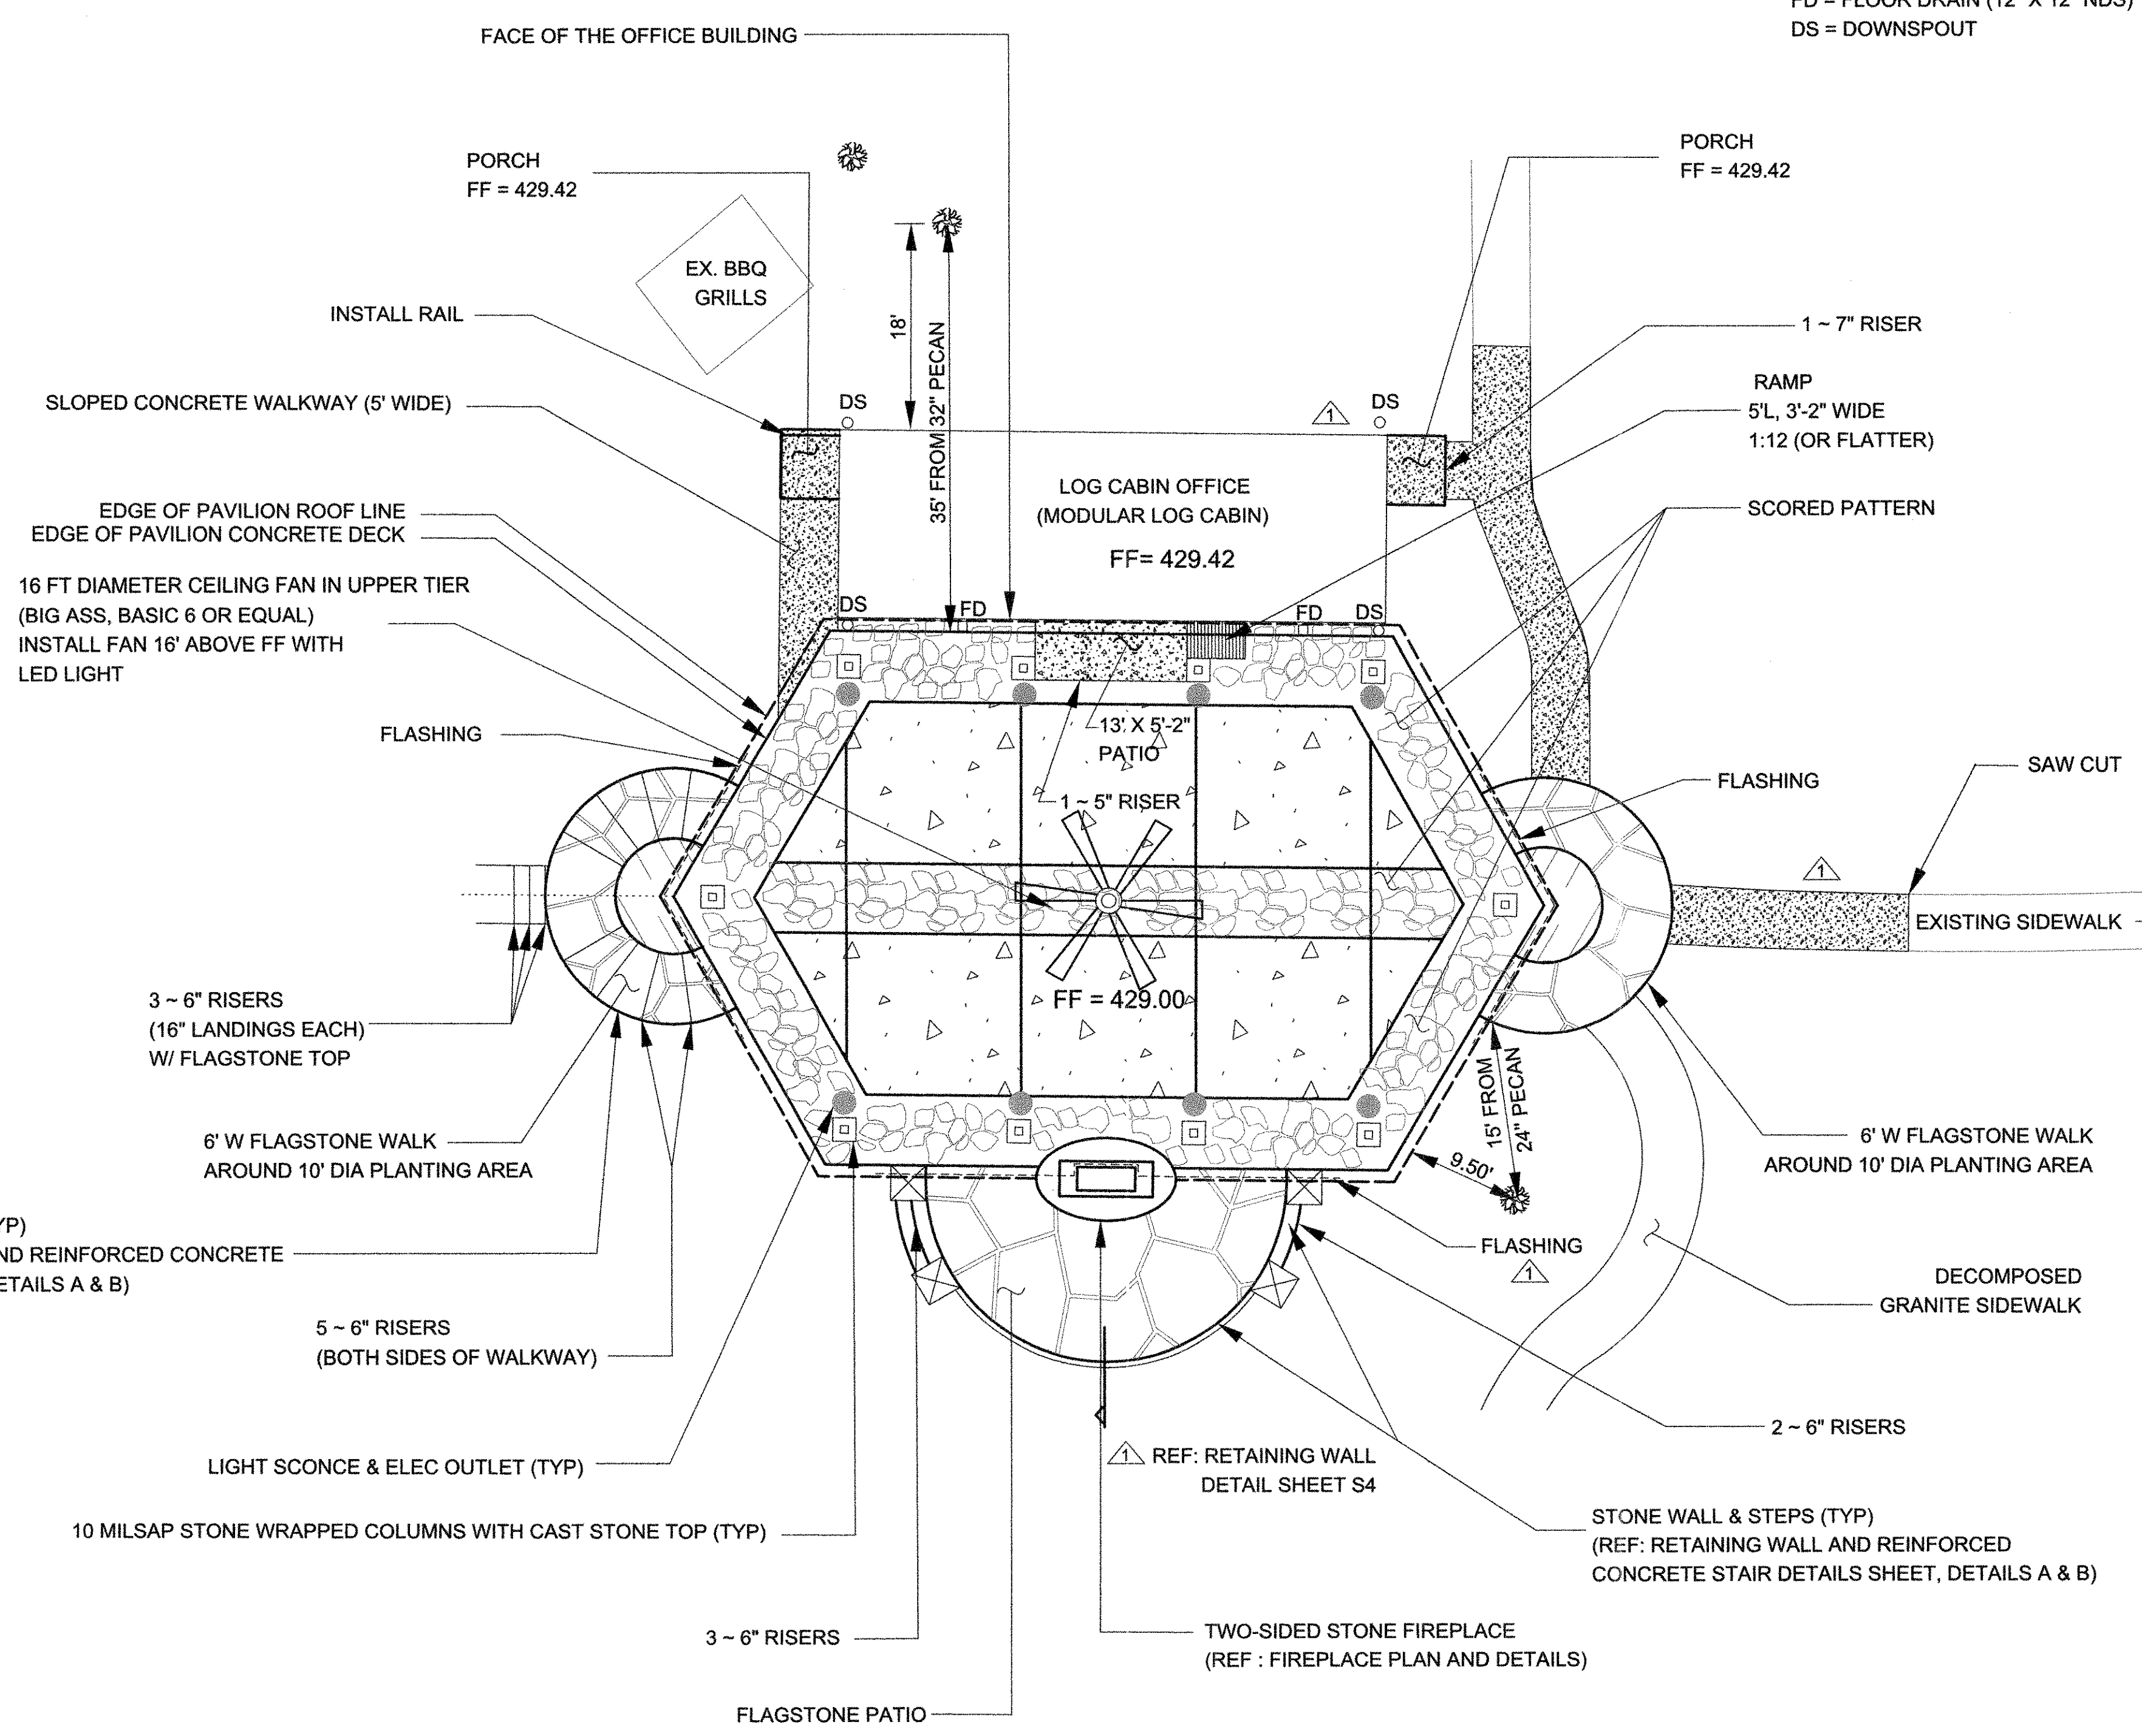 FD = FLOOR DRAIN (12" X 12" NDS)
DS = DOWNSPOUT
FACE OF THE OFFICE BUILDING
PORCH
FF = 429.42
PORCH
FF = 429.42
EX. BBQ
GRILLS
INSTALL RAIL
18'
35' FROM 32" PECAN
1 ~ 7" RISER
RAMP
5'L, 3'-2" WIDE
1:12 (OR FLATTER)
SLOPED CONCRETE WALKWAY (5' WIDE)
DS
1
DS
LOG CABIN OFFICE
(MODULAR LOG CABIN)
FF= 429.42
SCORED PATTERN
EDGE OF PAVILION ROOF LINE
EDGE OF PAVILION CONCRETE DECK
16 FT DIAMETER CEILING FAN IN UPPER TIER
(BIG ASS, BASIC 6 OR EQUAL)
INSTALL FAN 16' ABOVE FF WITH
LED LIGHT
DS
FD
FD
DS
FLASHING
13' X 5'-2"
PATIO
1 ~ 5" RISER
FLASHING
SAW CUT
1
EXISTING SIDEWALK
FF = 429.00
3 ~ 6" RISERS
(16" LANDINGS EACH)
W/ FLAGSTONE TOP
15' FROM
24" PECAN
9.50'
6' W FLAGSTONE WALK
AROUND 10' DIA PLANTING AREA
6' W FLAGSTONE WALK
AROUND 10' DIA PLANTING AREA
YP)
ND REINFORCED CONCRETE
ETAILS A & B)
FLASHING
1
DECOMPOSED
GRANITE SIDEWALK
5 ~ 6" RISERS
(BOTH SIDES OF WALKWAY)
2 ~ 6" RISERS
LIGHT SCONCE & ELEC OUTLET (TYP)
1 REF: RETAINING WALL
DETAIL SHEET S4
10 MILSAP STONE WRAPPED COLUMNS WITH CAST STONE TOP (TYP)
STONE WALL & STEPS (TYP)
(REF: RETAINING WALL AND REINFORCED
CONCRETE STAIR DETAILS SHEET, DETAILS A & B)
3 ~ 6" RISERS
TWO-SIDED STONE FIREPLACE
(REF : FIREPLACE PLAN AND DETAILS)
FLAGSTONE PATIO